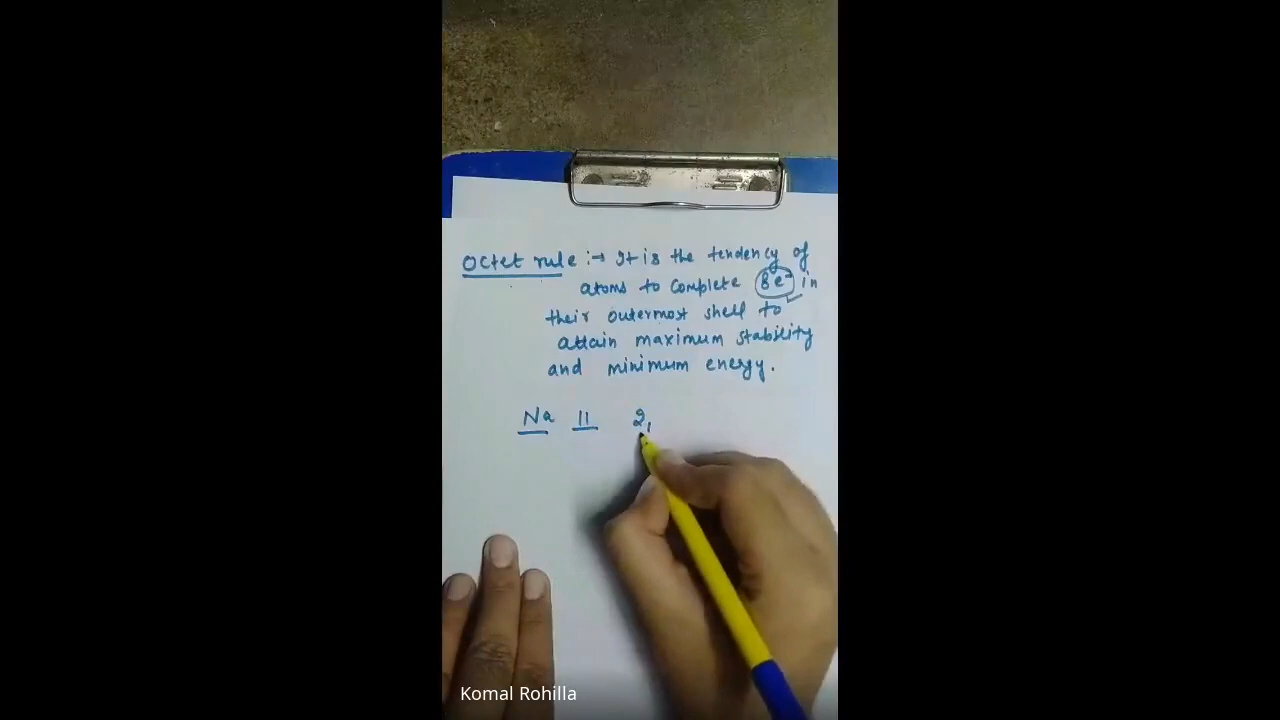 Octet rule :→ It is the tendency of
atoms to complete 8e⁻ in
their outermost shell to
attain maximum stability
and minimum energy.
Na 11 2,
Komal Rohilla